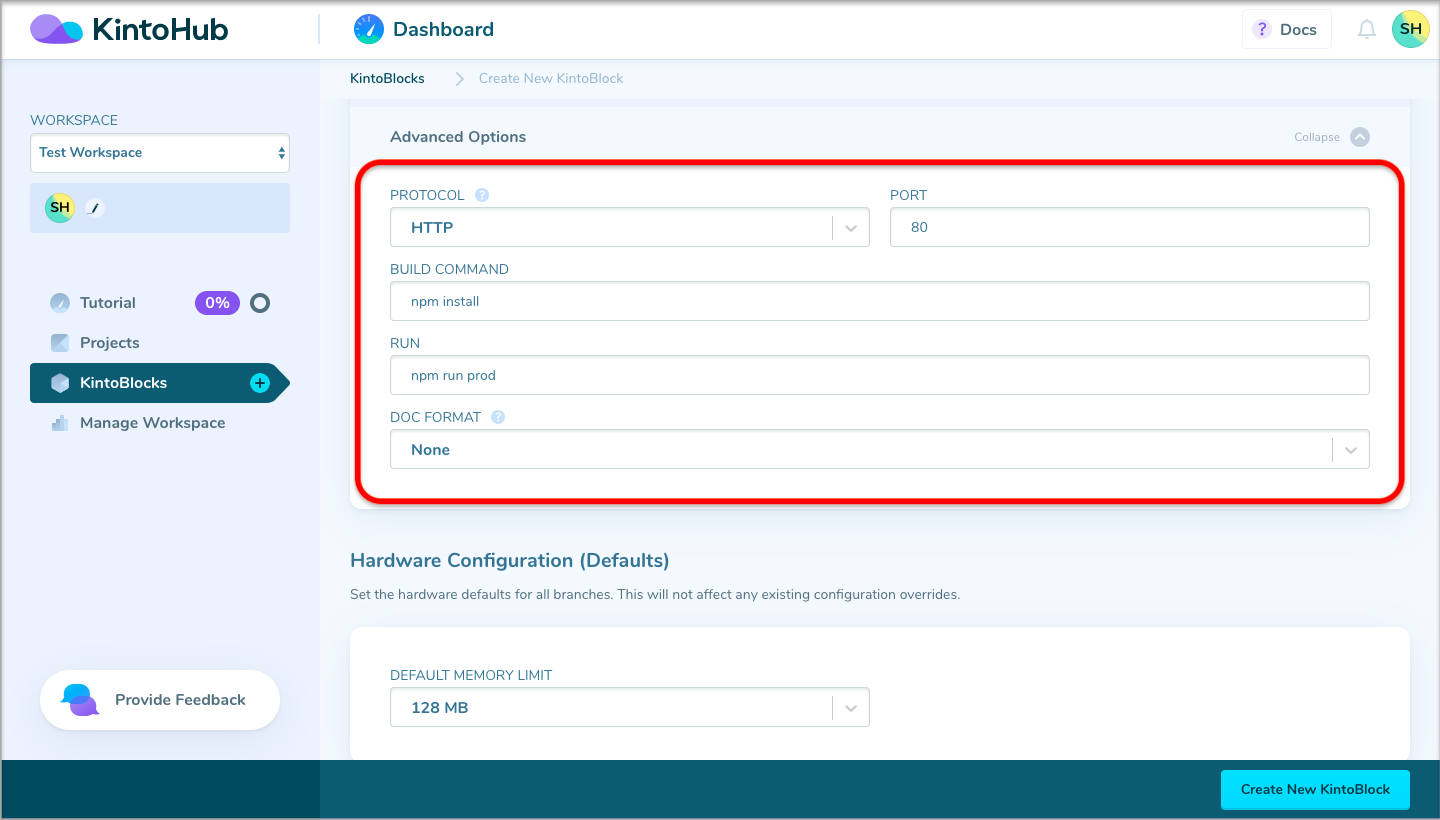 KintoHub
Dashboard
? Docs
SH
KintoBlocks
Create New KintoBlock
WORKSPACE
Test Workspace
SH
Tutorial
0%
Projects
KintoBlocks
+
Manage Workspace
Provide Feedback
Advanced Options
Collapse
PROTOCOL ?
HTTP
PORT
80
BUILD COMMAND
npm install
RUN
npm run prod
DOC FORMAT ?
None
Hardware Configuration (Defaults)
Set the hardware defaults for all branches. This will not affect any existing configuration overrides.
DEFAULT MEMORY LIMIT
128 MB
Create New KintoBlock